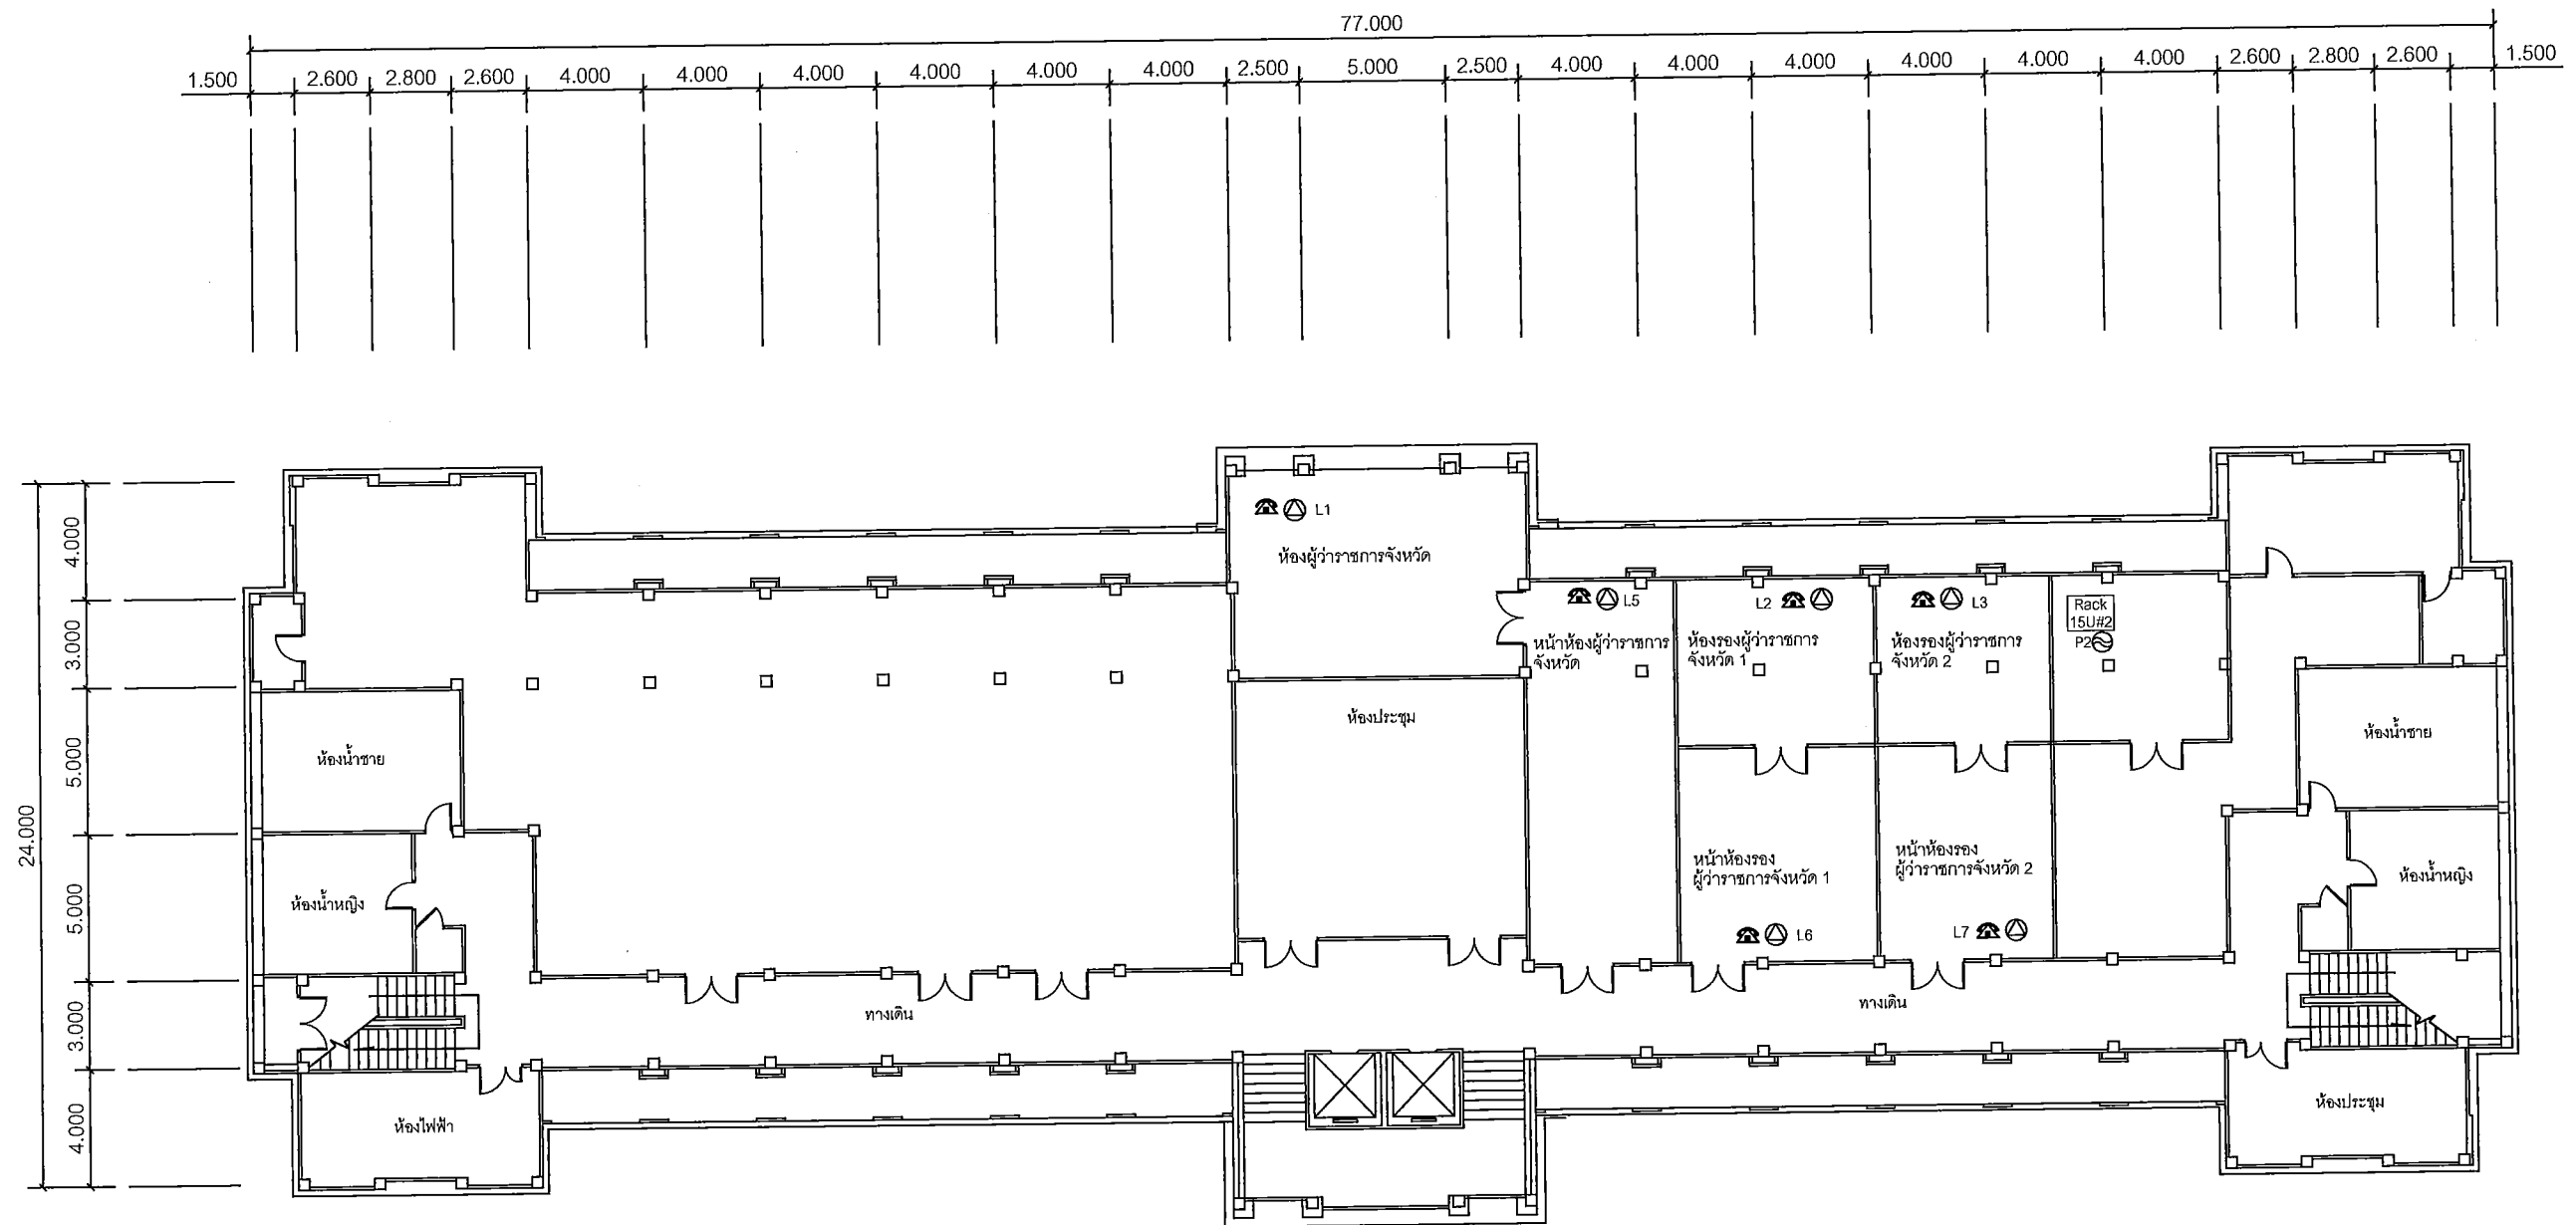 77.000
1.500 2.600 2.800 2.600 4.000 4.000 4.000 4.000 4.000 4.000 2.500 5.000 2.500 4.000 4.000 4.000 4.000 4.000 4.000 2.600 2.800 2.600 1.500
24.000
4.000
3.000
5.000
5.000
3.000
4.000
L1
ห้องผู้ว่าราชการจังหวัด
L5
หน้าห้องผู้ว่าราชการ
จังหวัด
L2
ห้องรองผู้ว่าราชการ
จังหวัด 1
L3
ห้องรองผู้ว่าราชการ
จังหวัด 2
Rack
15U#2
P2
ห้องประชุม
ห้องน้ำชาย
ห้องน้ำชาย
ห้องน้ำหญิง
หน้าห้องรอง
ผู้ว่าราชการจังหวัด 1
L6
หน้าห้องรอง
ผู้ว่าราชการจังหวัด 2
L7
ห้องน้ำหญิง
ทางเดิน
ทางเดิน
ห้องไฟฟ้า
ห้องประชุม